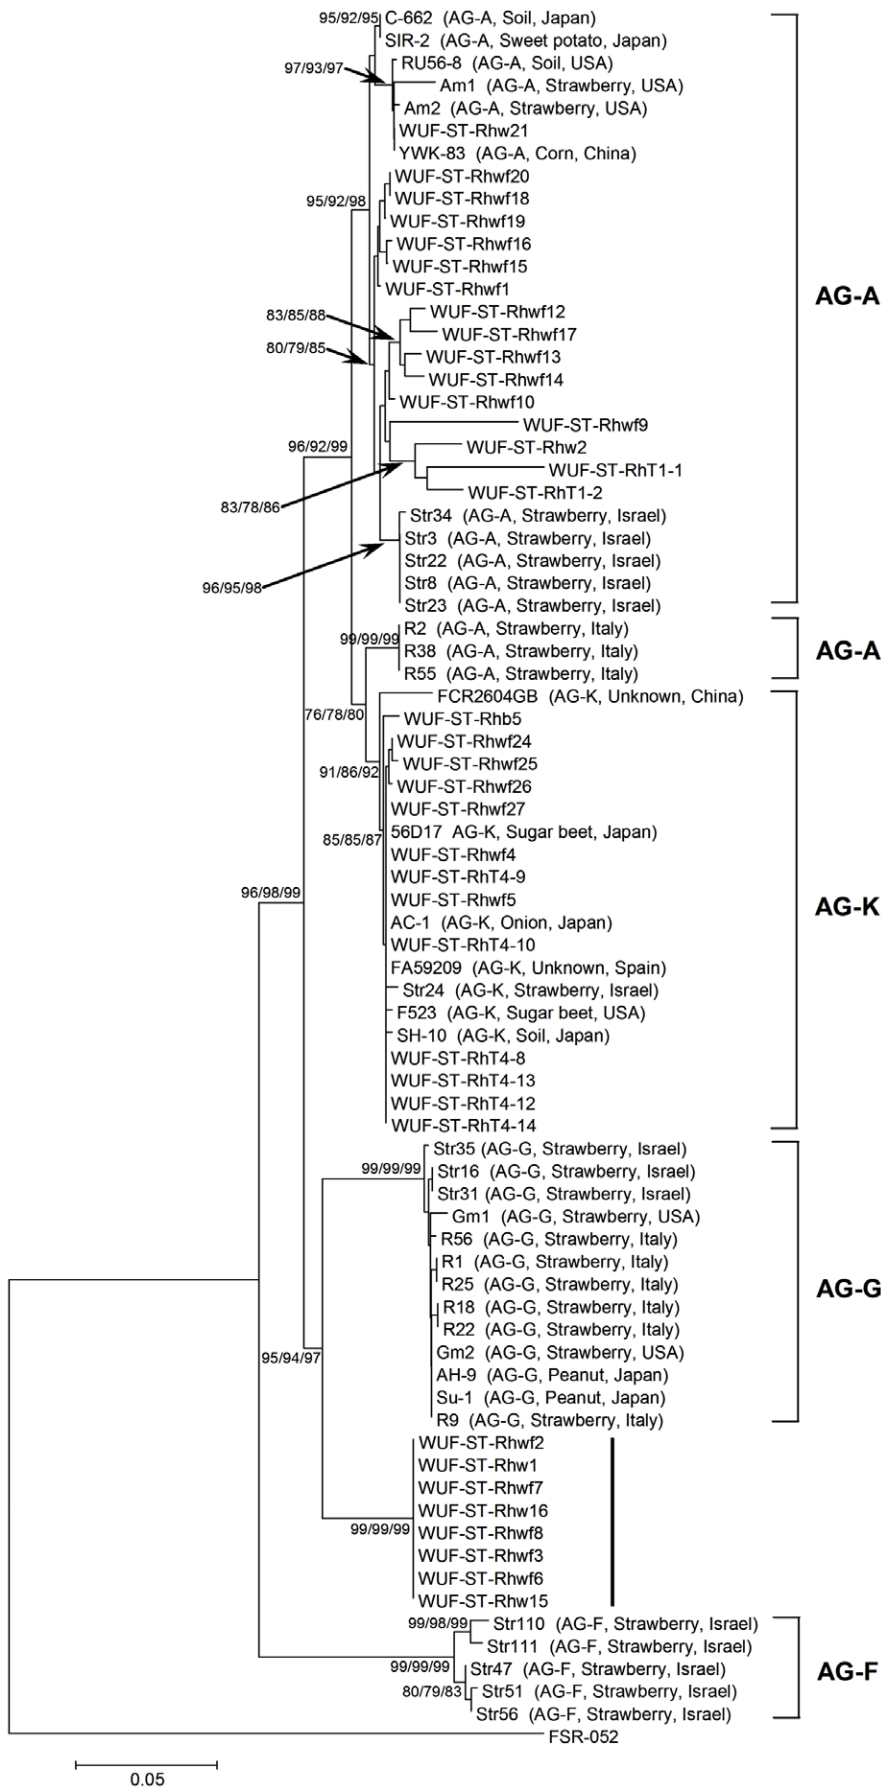 95/92/95 C-662 (AG-A, Soil, Japan)
SIR-2 (AG-A, Sweet potato, Japan)
97/93/97 RU56-8 (AG-A, Soil, USA)
Am1 (AG-A, Strawberry, USA)
Am2 (AG-A, Strawberry, USA)
WUF-ST-Rhw21
YWK-83 (AG-A, Corn, China)
WUF-ST-Rhwf20
95/92/98 WUF-ST-Rhwf18
WUF-ST-Rhwf19
WUF-ST-Rhwf16
WUF-ST-Rhwf15
WUF-ST-Rhwf1
AG-A
83/85/88 WUF-ST-Rhwf12
WUF-ST-Rhwf17
80/79/85 WUF-ST-Rhwf13
WUF-ST-Rhwf14
WUF-ST-Rhwf10
WUF-ST-Rhwf9
96/92/99 WUF-ST-Rhw2
WUF-ST-RhT1-1
WUF-ST-RhT1-2
83/78/86
Str34 (AG-A, Strawberry, Israel)
Str3 (AG-A, Strawberry, Israel)
Str22 (AG-A, Strawberry, Israel)
96/95/98 Str8 (AG-A, Strawberry, Israel)
Str23 (AG-A, Strawberry, Israel)
R2 (AG-A, Strawberry, Italy)
99/99/99 R38 (AG-A, Strawberry, Italy) AG-A
R55 (AG-A, Strawberry, Italy)
FCR2604GB (AG-K, Unknown, China)
76/78/80 WUF-ST-Rhb5
WUF-ST-Rhwf24
91/86/92 WUF-ST-Rhwf25
WUF-ST-Rhwf26
WUF-ST-Rhwf27
85/85/87 56D17 AG-K, Sugar beet, Japan)
WUF-ST-Rhwf4
WUF-ST-RhT4-9
96/98/99 WUF-ST-Rhwf5 AG-K
AC-1 (AG-K, Onion, Japan)
WUF-ST-RhT4-10
FA59209 (AG-K, Unknown, Spain)
Str24 (AG-K, Strawberry, Israel)
F523 (AG-K, Sugar beet, USA)
SH-10 (AG-K, Soil, Japan)
WUF-ST-RhT4-8
WUF-ST-RhT4-13
WUF-ST-RhT4-12
WUF-ST-RhT4-14
Str35 (AG-G, Strawberry, Israel)
99/99/99 Str16 (AG-G, Strawberry, Israel)
Str31 (AG-G, Strawberry, Israel)
Gm1 (AG-G, Strawberry, USA)
R56 (AG-G, Strawberry, Italy)
R1 (AG-G, Strawberry, Italy)
R25 (AG-G, Strawberry, Italy) AG-G
R18 (AG-G, Strawberry, Italy)
R22 (AG-G, Strawberry, Italy)
95/94/97 Gm2 (AG-G, Strawberry, USA)
AH-9 (AG-G, Peanut, Japan)
Su-1 (AG-G, Peanut, Japan)
R9 (AG-G, Strawberry, Italy)
WUF-ST-Rhwf2
WUF-ST-Rhw1
WUF-ST-Rhwf7
WUF-ST-Rhw16
99/99/99 WUF-ST-Rhwf8
WUF-ST-Rhwf3
WUF-ST-Rhwf6
WUF-ST-Rhw15
99/98/99 Str110 (AG-F, Strawberry, Israel)
Str111 (AG-F, Strawberry, Israel)
99/99/99 Str47 (AG-F, Strawberry, Israel) AG-F
80/79/83 Str51 (AG-F, Strawberry, Israel)
Str56 (AG-F, Strawberry, Israel)
FSR-052
0.05